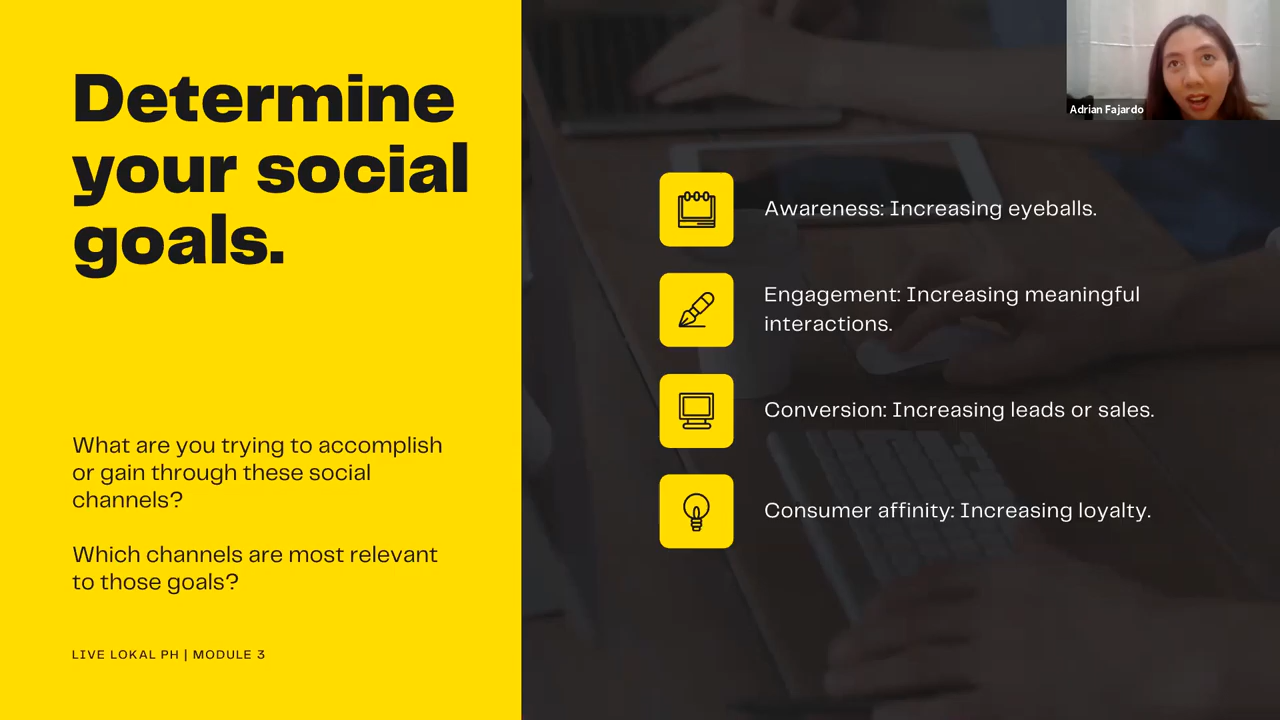 Determine
your social
goals.
What are you trying to accomplish
or gain through these social
channels?
Which channels are most relevant
to those goals?
LIVE LOKAL PH | MODULE 3
Adrian Fajardo
Awareness: Increasing eyeballs.
Engagement: Increasing meaningful
interactions.
Conversion: Increasing leads or sales.
Consumer affinity: Increasing loyalty.